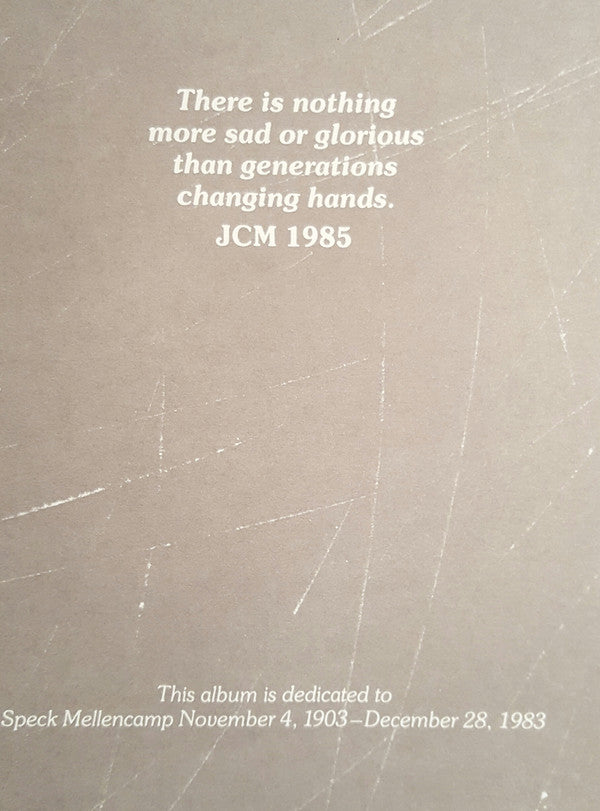 There is nothing
more sad or glorious
than generations
changing hands.
JCM 1985
This album is dedicated to
Speck Mellencamp November 4, 1903–December 28, 1983